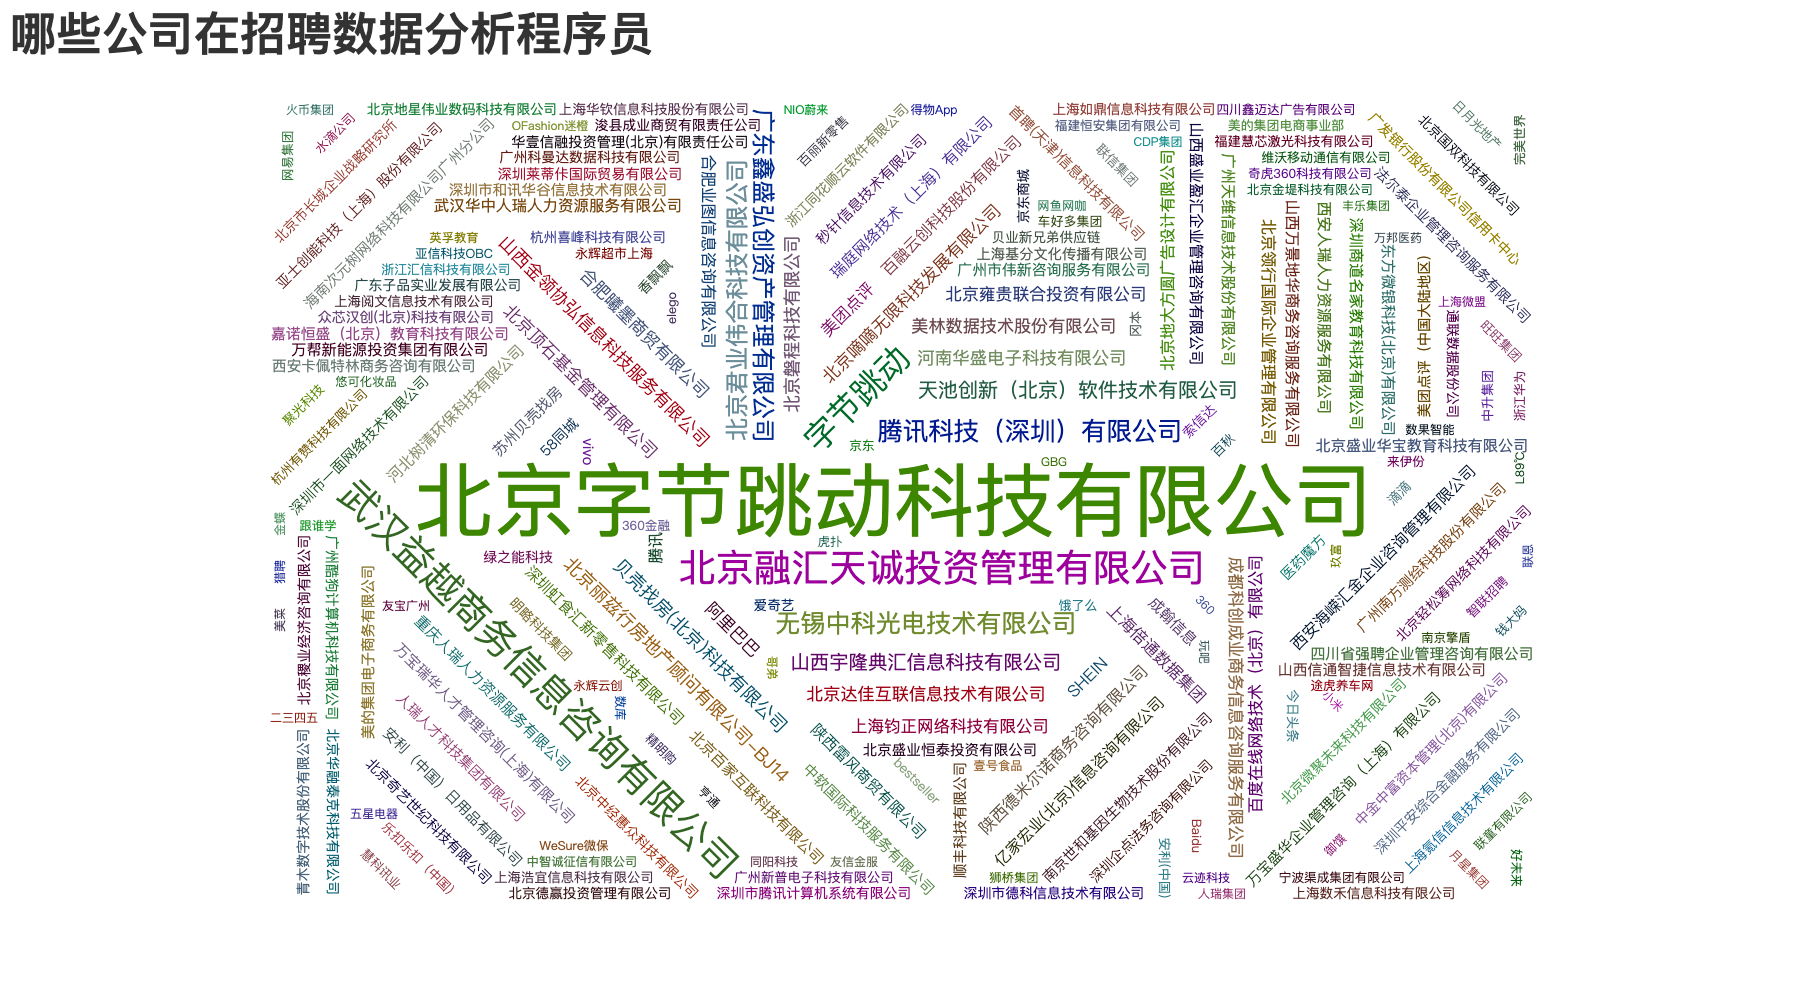 哪些公司在招聘数据分析程序员
火币集团
北京地星伟业数码科技有限公司
上海华钦信息科技股份有限公司
NIO蔚来
得物App
上海如鼎信息科技有限公司
四川鑫迈达广告有限公司
日月光地产
完美世界
网易集团
水滴公司
北京市长城企业战略研究所
亚士创能科技（上海）股份有限公司
海南次元树网络科技有限公司广州分公司
OFashion迷橙
浚县成业商贸有限责任公司
华壹信融投资管理(北京)有限责任公司
广州科曼达数据科技有限公司
深圳莱蒂佧国际贸易有限公司
深圳市和讯华谷信息技术有限公司
武汉华中人瑞人力资源服务有限公司
合肥业图信息咨询有限公司
北京君业伟合科技有限公司
广东鑫盛弘创资产管理有限公司
北京磐程科技有限公司
百丽新零售
浙江同花顺云软件有限公司
秒针信息技术有限公司
瑞庭网络技术（上海）有限公司
百融云创科技股份有限公司
首聘(天津)信息科技有限公司
福建恒安集团有限公司
CDP集团
联信集团
京东商城
网鱼网咖
车好多集团
贝业新兄弟供应链
上海基分文化传播有限公司
广州市伟新咨询服务有限公司
北京雍贵联合投资有限公司
美林数据技术股份有限公司
冈本
河南华盛电子科技有限公司
天池创新（北京）软件技术有限公司
北京地大方圆广告设计有限公司
山西盛业盈汇企业管理咨询有限公司
广州天维信息技术股份有限公司
美的集团电商事业部
福建慧芯激光科技有限公司
维沃移动通信有限公司
奇虎360科技有限公司
北京金堤科技有限公司
丰乐集团
万邦医药
广发银行股份有限公司信用卡中心
北京国双科技有限公司
法尔泰企业管理咨询服务有限公司
北京领行国际企业管理有限公司
山西万景地华商务咨询服务有限公司
西安人瑞人力资源服务有限公司
深圳商道名家教育科技有限公司
东方微银科技(北京)有限公司
美团点评（中国大陆地区）
上海微盟
通联数据股份公司
旺旺集团
中升集团
浙江华为
数果智能
北京盛业华宝教育科技有限公司
来伊份
L89°C
英孚教育
亚信科技OBC
浙江汇信科技有限公司
广东子品实业发展有限公司
上海阅文信息技术有限公司
众芯汉创(北京)科技有限公司
嘉诺恒盛（北京）教育科技有限公司
万帮新能源投资集团有限公司
西安卡佩特林商务咨询有限公司
悠可化妆品
聚光科技
杭州有赞科技有限公司
深圳市一面网络技术有限公司
河北树清环保科技有限公司
杭州喜峰科技有限公司
永辉超市上海
香飘飘
elego
合肥曦墨商贸有限公司
山西金领协弘信息科技服务有限公司
北京顶石基金管理有限公司
苏州贝壳找房
58同城
vivo
美团点评
北京嘀嘀无限科技发展有限公司
字节跳动
京东
腾讯科技（深圳）有限公司
索信达
百秋
GBG
北京字节跳动科技有限公司
滴滴
金蝶
跟谁学
360金融
腾讯
虎扑
北京融汇天诚投资管理有限公司
武汉益越商务信息咨询有限公司
猎聘
美菜
北京稷业经济咨询有限公司
广州酷狗计算机科技有限公司
美的集团电子商务有限公司
二三四五
绿之能科技
友宝广州
深圳虹食汇新零售科技有限公司
明略科技集团
北京丽兹行房地产顾问有限公司-BJ14
贝壳找房(北京)科技有限公司
阿里巴巴
爱奇艺
无锡中科光电技术有限公司
饿了么
山西宇隆典汇信息科技有限公司
北京达佳互联信息技术有限公司
上海钧正网络科技有限公司
北京盛业恒泰投资有限公司
壹号食品
SHEIN
上海倍通数据集团
成翰信息
360
玩吧
成都科创成业商务信息咨询服务有限公司
百度在线网络技术（北京）有限公司
医药魔方
玖富
西安海嵘汇金企业咨询管理有限公司
广州南方测绘科技股份有限公司
北京轻松筹网络科技有限公司
联恩
智联招聘
钱大妈
南京擎盾
四川省强聘企业管理咨询有限公司
山西信通智捷信息技术有限公司
途虎养车网
小米
今日头条
北京微聚未来科技有限公司
万宝盛华企业管理咨询（上海）有限公司
中金中富资本管理(北京)有限公司
深圳平安综合金融服务有限公司
上海氪信信息技术有限公司
联童有限公司
御馔
月星集团
好未来
重庆人瑞人力资源服务有限公司
万宝瑞华人才管理咨询(上海)有限公司
人瑞人才科技集团有限公司
安利（中国）日用品有限公司
北京奇艺世纪科技有限公司
五星电器
乐扣乐扣（中国）
慧科讯业
青木数字技术股份有限公司
北京华融泰克科技有限公司
永辉云创
数库
精明购
亨通
北京百家互联科技有限公司
中软国际科技服务有限公司
陕西雷风商贸有限公司
bestseller
北京中经惠众科技有限公司
WeSure微保
中智诚征信有限公司
上海浩宜信息科技有限公司
北京德赢投资管理有限公司
同阳科技
友信金服
广州新普电子科技有限公司
深圳市腾讯计算机系统有限公司
顺丰科技有限公司
陕西德米尔诺商务咨询有限公司
亿家宏业(北京)信息咨询有限公司
南京世和基因生物技术股份有限公司
深圳企点法务咨询有限公司
狮桥集团
深圳市德科信息技术有限公司
安利(中国)
Baidu
云迹科技
人瑞集团
宁波渠成集团有限公司
上海数禾信息科技有限公司